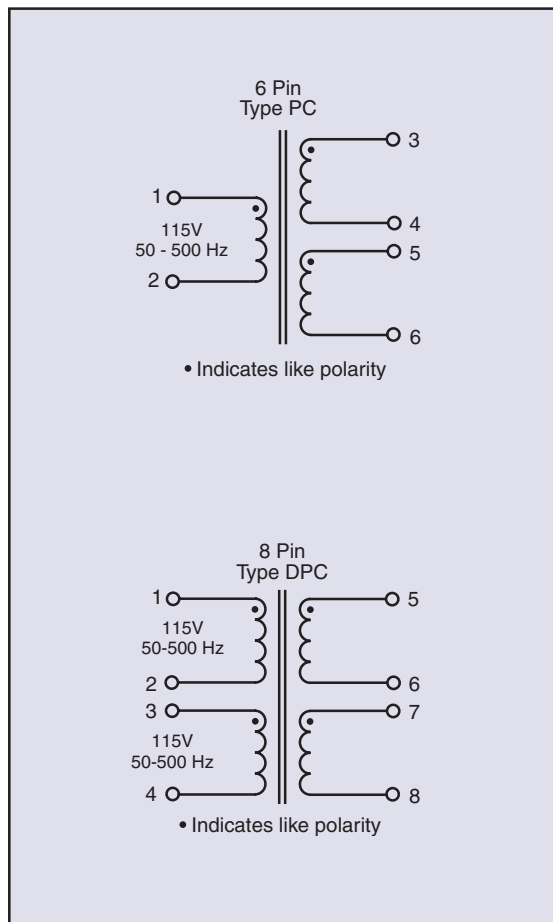 6 Pin
Type PC
3
1
115V
50 - 500 Hz
4
5
2
6
• Indicates like polarity
8 Pin
Type DPC
1
5
115V
50-500 Hz
2
6
3
7
115V
50-500 Hz
4
8
• Indicates like polarity